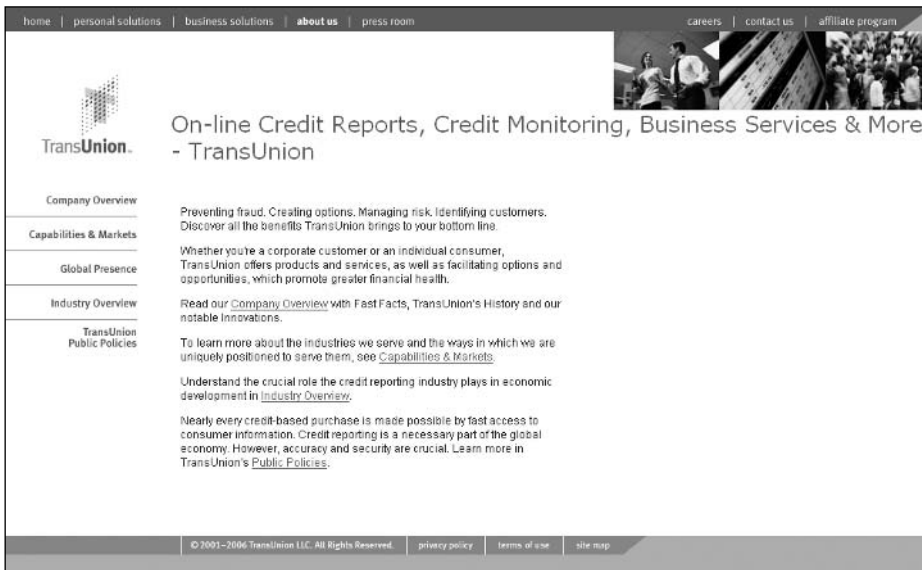 home | personal solutions | business solutions | about us | press room
careers | contact us | affiliate program
TransUnion
On-line Credit Reports, Credit Monitoring, Business Services & More
- TransUnion
Company Overview
Capabilities & Markets
Global Presence
Industry Overview
TransUnion
Public Policies
Preventing fraud. Creating options. Managing risk. Identifying customers.
Discover all the benefits TransUnion brings to your bottom line.
Whether you're a corporate customer or an individual consumer,
TransUnion offers products and services, as well as facilitating options and
opportunities, which promote greater financial health.
Read our Company Overview with Fast Facts, TransUnion's History and our
notable Innovations.
To learn more about the industries we serve and the ways in which we are
uniquely positioned to serve them, see Capabilities & Markets.
Understand the crucial role the credit reporting industry plays in economic
development in Industry Overview.
Nearly every credit-based purchase is made possible by fast access to
consumer information. Credit reporting is a necessary part of the global
economy. However, accuracy and security are crucial. Learn more in
TransUnion's Public Policies.
© 2001–2006 TransUnion LLC. All Rights Reserved. | privacy policy | terms of use | site map